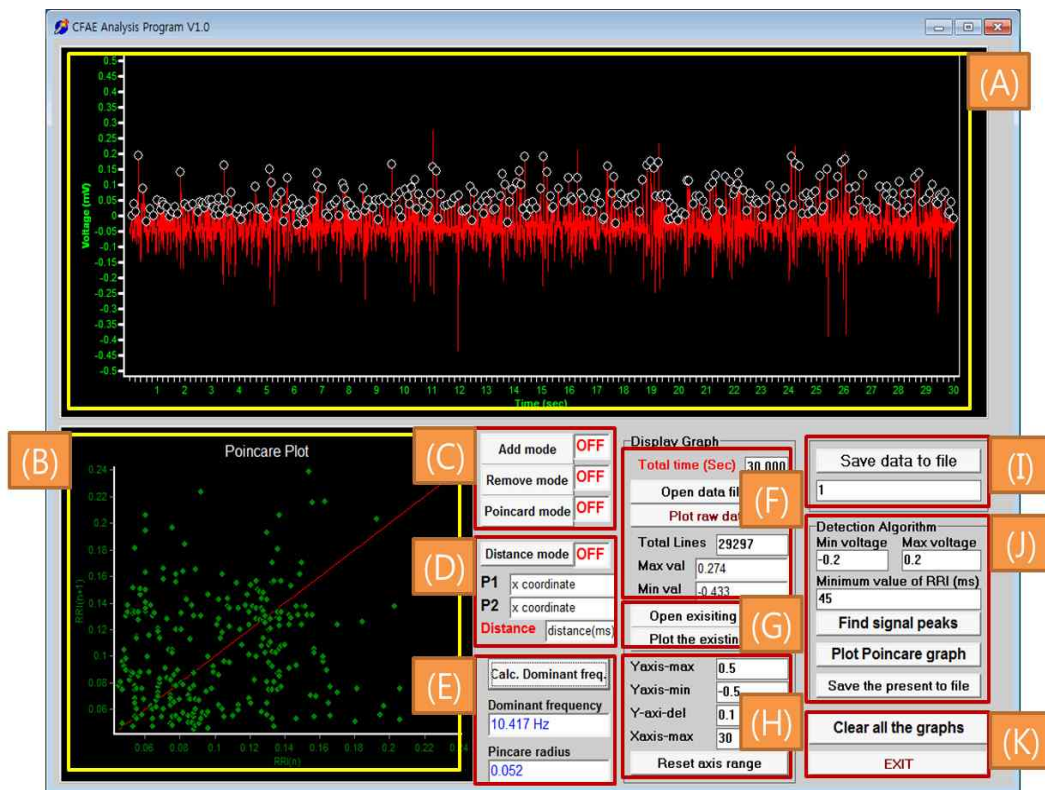 CFAE Analysis Program V1.0
(A)
0.5
0.45
0.4
0.35
0.3
0.25
0.2
0.15
0.1
0.05
0
-0.05
-0.1
-0.15
-0.2
-0.25
-0.3
-0.35
-0.4
-0.45
-0.5
Voltage (mV)
1 2 3 4 5 6 7 8 9 10 11 12 13 14 15 16 17 18 19 20 21 22 23 24 25 26 27 28 29 30
Time (sec)
(B)
Poincare Plot
0.24
0.22
0.2
0.18
0.16
0.14
0.12
0.1
0.08
0.06
RRI(n+1)
0.06 0.08 0.1 0.12 0.14 0.16 0.18 0.2 0.22 0.24
RRI(n)
(C)
Add mode OFF
Remove mode OFF
Poincard mode OFF
(D)
Distance mode OFF
P1 x coordinate
P2 x coordinate
Distance distance(ms)
(E)
Calc. Dominant freq.
Dominant frequency
10.417 Hz
Pincare radius
0.052
Display Graph
Total time (Sec) 30.000
Open data fil
(F)
Plot raw dat
Total Lines 29297
Max val 0.274
Min val -0.433
Open exisiting
(G)
Plot the existin
Yaxis-max 0.5
Yaxis-min -0.5
Y-axi-del 0.1
(H)
Xaxis-max 30
Reset axis range
Save data to file
(I)
1
Detection Algorithm
(J)
Min voltage Max voltage
-0.2 0.2
Minimum value of RRI (ms)
45
Find signal peaks
Plot Poincare graph
Save the present to file
Clear all the graphs
(K)
EXIT